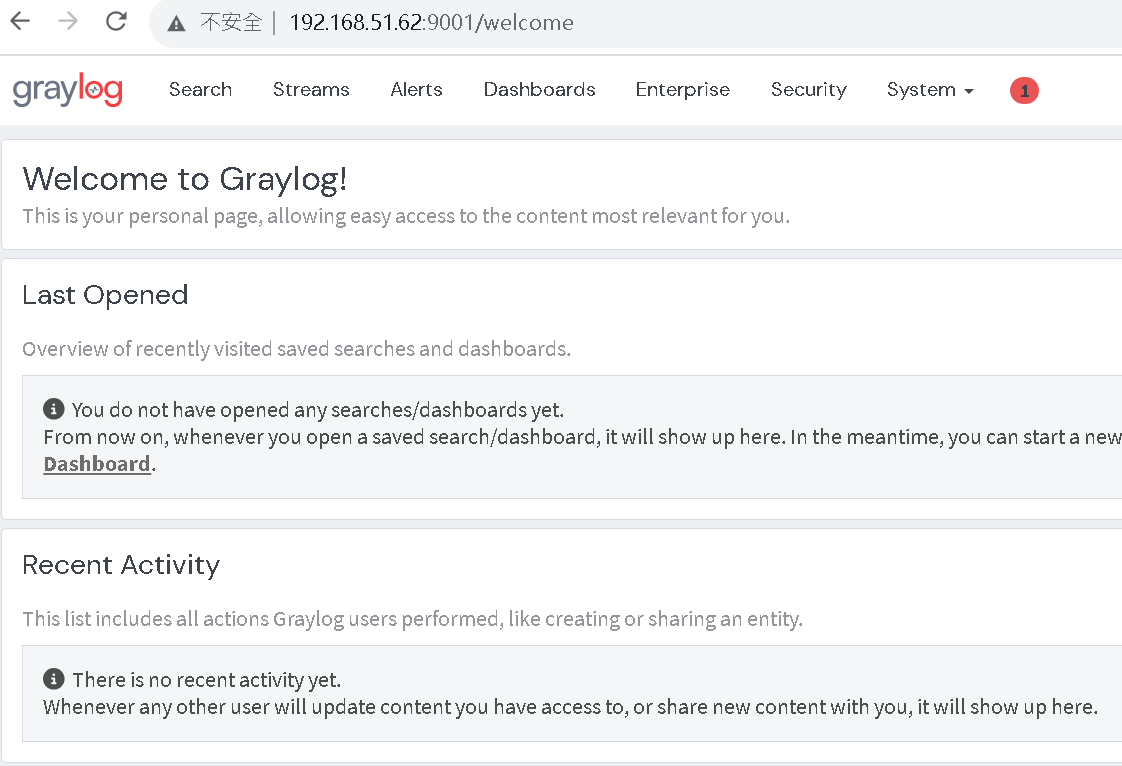 不安全 | 192.168.51.62:9001/welcome
graylog Search Streams Alerts Dashboards Enterprise Security System 1
Welcome to Graylog!
This is your personal page, allowing easy access to the content most relevant for you.
Last Opened
Overview of recently visited saved searches and dashboards.
You do not have opened any searches/dashboards yet.
From now on, whenever you open a saved search/dashboard, it will show up here. In the meantime, you can start a new
Dashboard.
Recent Activity
This list includes all actions Graylog users performed, like creating or sharing an entity.
There is no recent activity yet.
Whenever any other user will update content you have access to, or share new content with you, it will show up here.